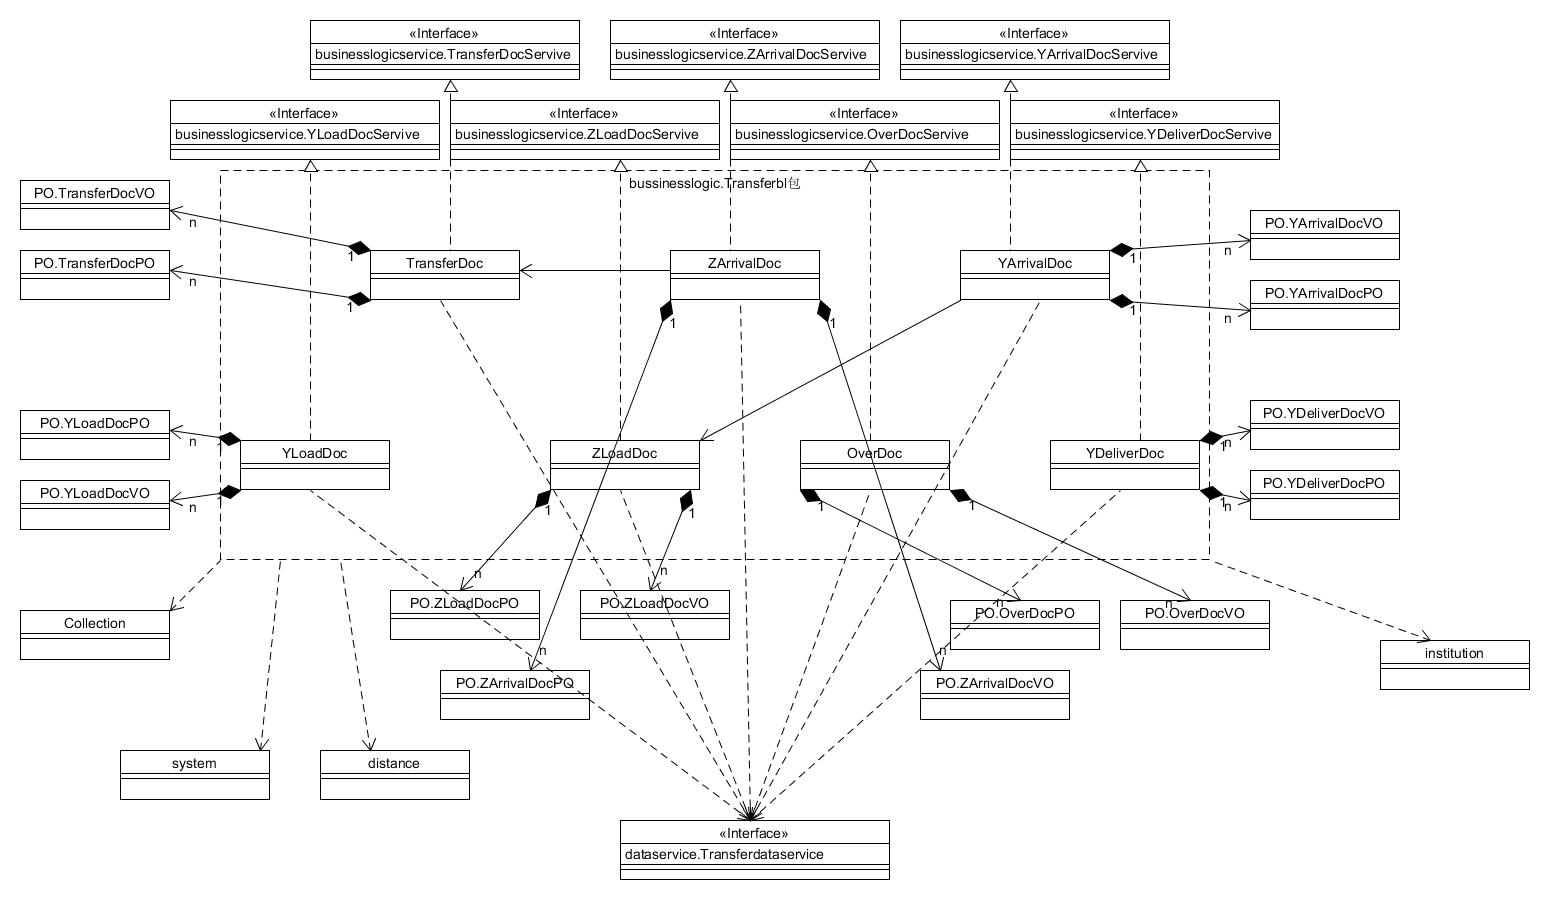 «Interface»
businesslogicservice.TransferDocServive
«Interface»
businesslogicservice.ZArrivalDocServive
«Interface»
businesslogicservice.YArrivalDocServive
«Interface»
businesslogicservice.YLoadDocServive
«Interface»
businesslogicservice.ZLoadDocServive
«Interface»
businesslogicservice.OverDocServive
«Interface»
businesslogicservice.YDeliverDocServive
bussinesslogic.Transferbl包
PO.TransferDocVO
n
1
PO.TransferDocPO
n
1
TransferDoc
ZArrivalDoc
1
1
YArrivalDoc
1
n
PO.YArrivalDocVO
1
n
PO.YArrivalDocPO
PO.YLoadDocPO
n
1
PO.YLoadDocVO
n
1
YLoadDoc
ZLoadDoc
1
1
OverDoc
1
1
YDeliverDoc
1
n
PO.YDeliverDocVO
1
n
PO.YDeliverDocPO
n
n
n
n
PO.ZLoadDocPO
PO.ZLoadDocVO
PO.OverDocPO
PO.OverDocVO
Collection
n
n
institution
PO.ZArrivalDocPO
PO.ZArrivalDocVO
system
distance
«Interface»
dataservice.Transferdataservice